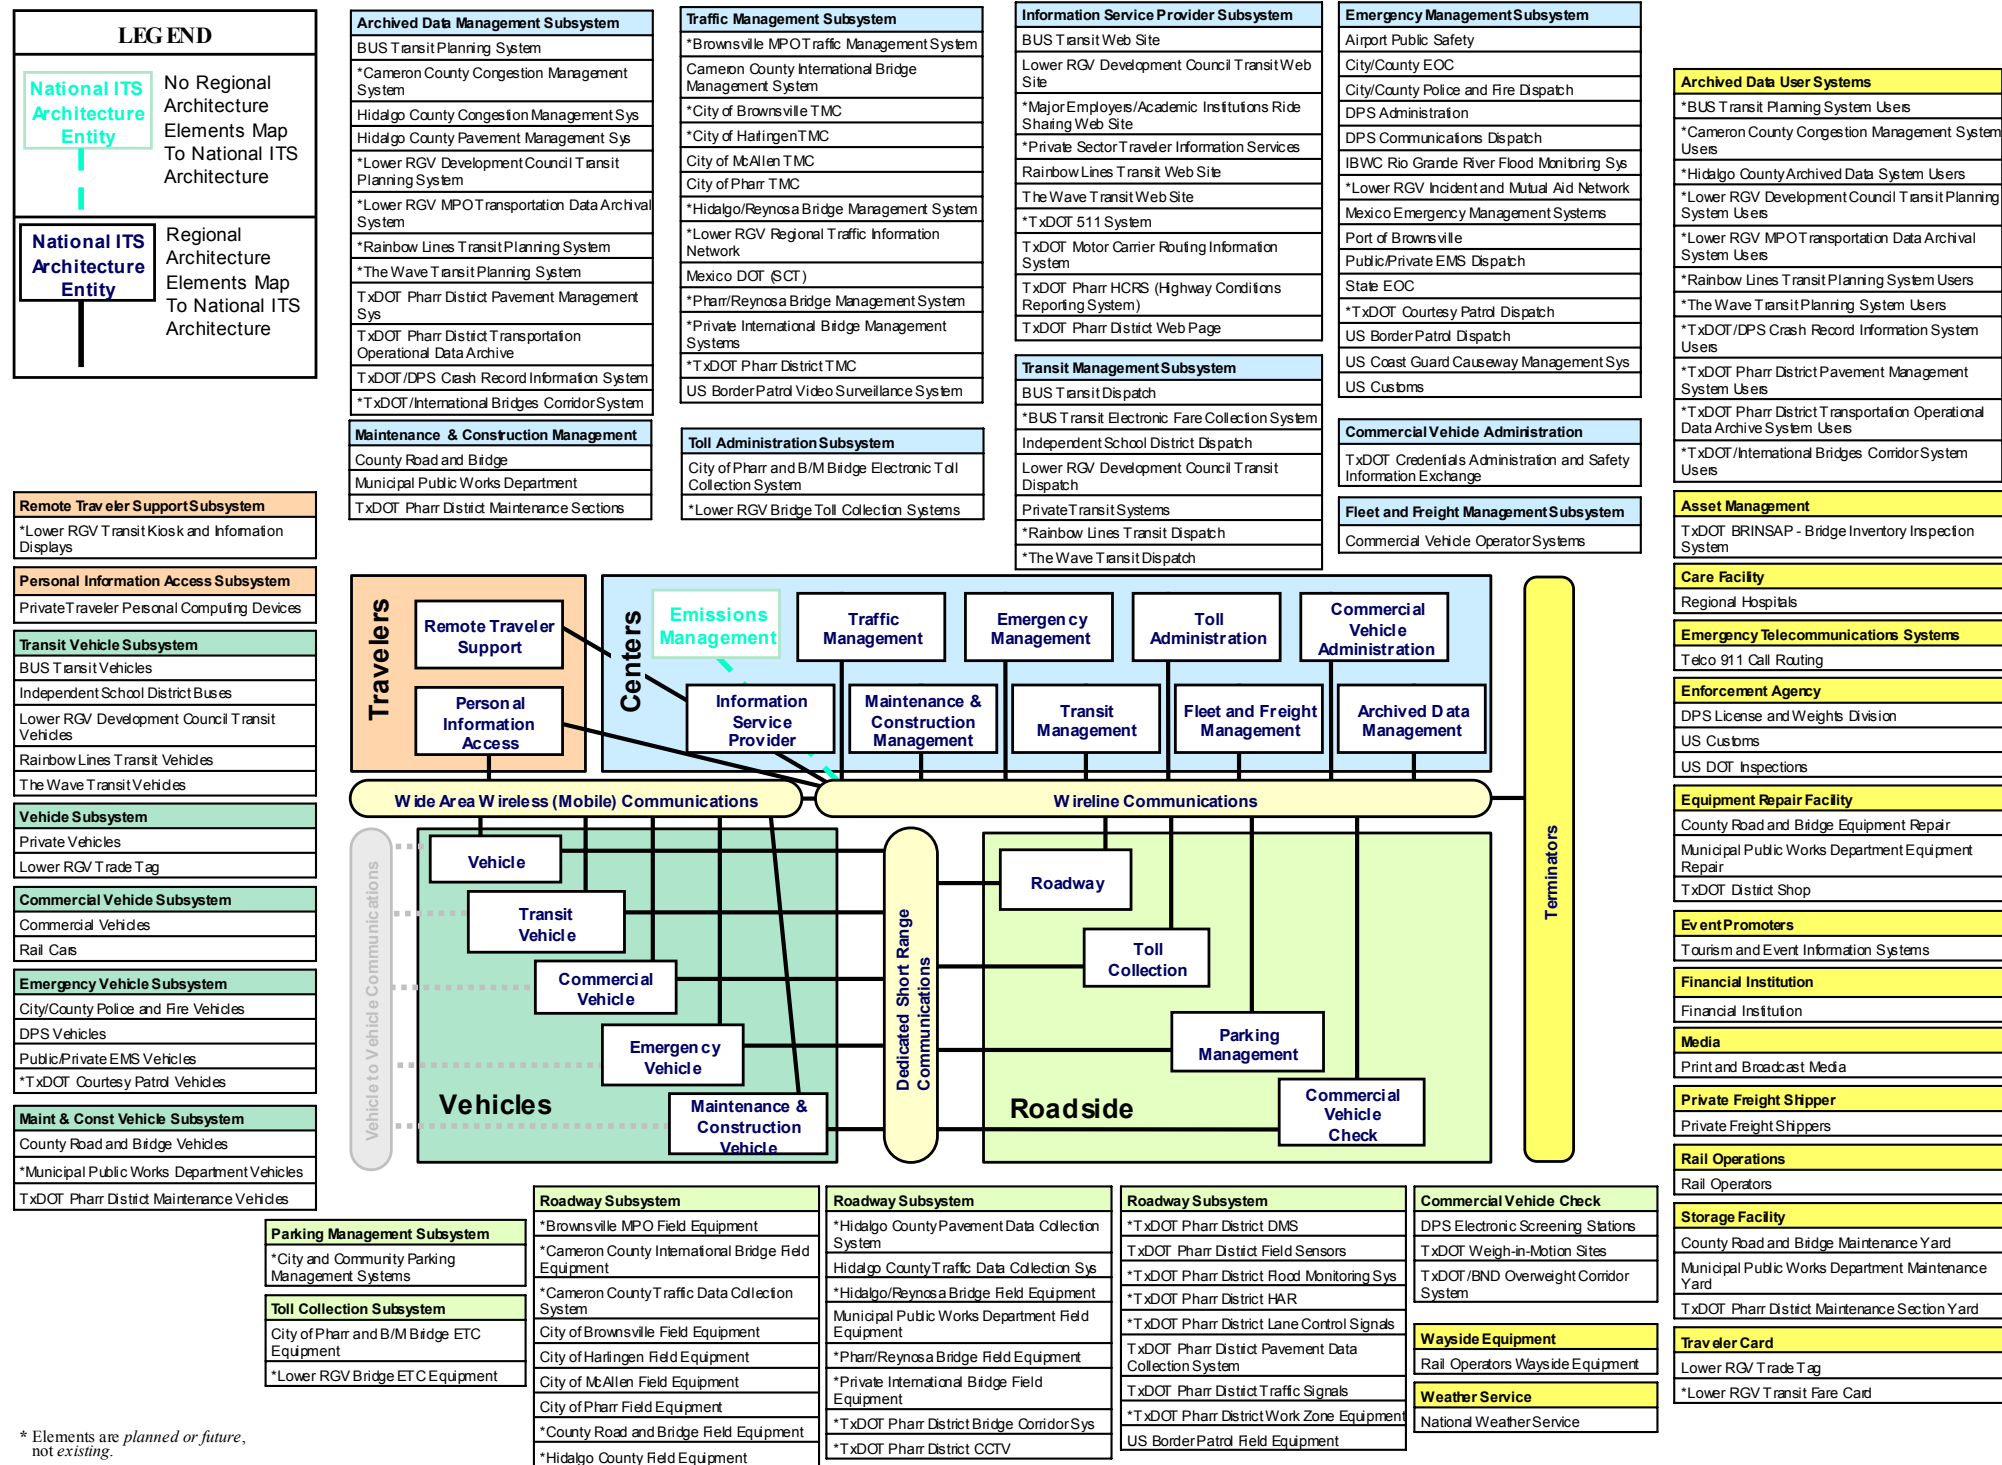 LEGEND
National ITS
Architecture
Entity
No Regional
Architecture
Elements Map
To National ITS
Architecture
National ITS
Architecture
Entity
Regional
Architecture
Elements Map
To National ITS
Architecture
Archived Data Management Subsystem
BUS Transit Planning System
*Cameron County Congestion Management
System
Hidalgo County Congestion Management Sys
Hidalgo County Pavement Management Sys
*Lower RGV Development Council Transit
Planning System
*Lower RGV MPO Transportation Data Archival
System
*Rainbow Lines Transit Planning System
*The Wave Transit Planning System
TxDOT Pharr District Pavement Management
Sys
TxDOT Pharr District Transportation
Operational Data Archive
TxDOT/DPS Crash Record Information System
*TxDOT/International Bridges Corridor System
Maintenance & Construction Management
County Road and Bridge
Municipal Public Works Department
TxDOT Pharr District Maintenance Sections
Traffic Management Subsystem
*Brownsville MPO Traffic Management System
Cameron County International Bridge
Management System
*City of Brownsville TMC
*City of Harlingen TMC
City of McAllen TMC
City of Pharr TMC
*Hidalgo/Reynosa Bridge Management System
*Lower RGV Regional Traffic Information
Network
Mexico DOT (SCT)
*Pharr/Reynosa Bridge Management System
*Private International Bridge Management
Systems
*TxDOT Pharr District TMC
US Border Patrol Video Surveillance System
Toll Administration Subsystem
City of Pharr and B/M Bridge Electronic Toll
Collection System
*Lower RGV Bridge Toll Collection Systems
Information Service Provider Subsystem
BUS Transit Web Site
Lower RGV Development Council Transit Web
Site
*Major Employers/Academic Institutions Ride
Sharing Web Site
*Private Sector Traveler Information Services
Rainbow Lines Transit Web Site
The Wave Transit Web Site
*TxDOT 511 System
TxDOT Motor Carrier Routing Information
System
TxDOT Pharr HCRS (Highway Conditions
Reporting System)
TxDOT Pharr District Web Page
Transit Management Subsystem
BUS Transit Dispatch
*BUS Transit Electronic Fare Collection System
Independent School District Dispatch
Lower RGV Development Council Transit
Dispatch
Private Transit Systems
*Rainbow Lines Transit Dispatch
*The Wave Transit Dispatch
Emergency Management Subsystem
Airport Public Safety
City/County EOC
City/County Police and Fire Dispatch
DPS Administration
DPS Communications Dispatch
IBWC Rio Grande River Flood Monitoring Sys
*Lower RGV Incident and Mutual Aid Network
Mexico Emergency Management Systems
Port of Brownsville
Public/Private EMS Dispatch
State EOC
*TxDOT Courtesy Patrol Dispatch
US Border Patrol Dispatch
US Coast Guard Causeway Management Sys
US Customs
Commercial Vehicle Administration
TxDOT Credentials Administration and Safety
Information Exchange
Fleet and Freight Management Subsystem
Commercial Vehicle Operator Systems
Archived Data User Systems
*BUS Transit Planning System Users
*Cameron County Congestion Management System
Users
*Hidalgo County Archived Data System Users
*Lower RGV Development Council Transit Planning
System Users
*Lower RGV MPO Transportation Data Archival
System Users
*Rainbow Lines Transit Planning System Users
*The Wave Transit Planning System Users
*TxDOT/DPS Crash Record Information System
Users
*TxDOT Pharr District Pavement Management
System Users
*TxDOT Pharr District Transportation Operational
Data Archive System Users
*TxDOT/International Bridges Corridor System
Users
Asset Management
TxDOT BRINSAP - Bridge Inventory Inspection
System
Care Facility
Regional Hospitals
Emergency Telecommunications Systems
Telco 911 Call Routing
Enforcement Agency
DPS License and Weights Division
US Customs
US DOT Inspections
Equipment Repair Facility
County Road and Bridge Equipment Repair
Municipal Public Works Department Equipment
Repair
TxDOT District Shop
Event Promoters
Tourism and Event Information Systems
Financial Institution
Financial Institution
Media
Print and Broadcast Media
Private Freight Shipper
Private Freight Shippers
Rail Operations
Rail Operators
Storage Facility
County Road and Bridge Maintenance Yard
Municipal Public Works Department Maintenance
Yard
TxDOT Pharr District Maintenance Section Yard
Traveler Card
Lower RGV Trade Tag
*Lower RGV Transit Fare Card
Remote Traveler Support Subsystem
*Lower RGV Transit Kiosk and Information
Displays
Personal Information Access Subsystem
Private Traveler Personal Computing Devices
Transit Vehicle Subsystem
BUS Transit Vehicles
Independent School District Buses
Lower RGV Development Council Transit
Vehicles
Rainbow Lines Transit Vehicles
The Wave Transit Vehicles
Vehicle Subsystem
Private Vehicles
Lower RGV Trade Tag
Commercial Vehicle Subsystem
Commercial Vehicles
Rail Cars
Emergency Vehicle Subsystem
City/County Police and Fire Vehicles
DPS Vehicles
Public/Private EMS Vehicles
*TxDOT Courtesy Patrol Vehicles
Maint & Const Vehicle Subsystem
County Road and Bridge Vehicles
*Municipal Public Works Department Vehicles
TxDOT Pharr District Maintenance Vehicles
Travelers
Remote Traveler
Support
Personal
Information
Access
Centers
Emissions
Management
Traffic
Management
Emergency
Management
Toll
Administration
Commercial
Vehicle
Administration
Information
Service
Provider
Maintenance &
Construction
Management
Transit
Management
Fleet and Freight
Management
Archived Data
Management
Wide Area Wireless (Mobile) Communications
Wireline Communications
Terminators
Vehicle to Vehicle Communications
Vehicle
Transit
Vehicle
Commercial
Vehicle
Emergency
Vehicle
Maintenance &
Construction
Vehicle
Vehicles
Dedicated Short Range
Communications
Roadway
Toll
Collection
Parking
Management
Commercial
Vehicle
Check
Roadside
Parking Management Subsystem
*City and Community Parking
Management Systems
Toll Collection Subsystem
City of Pharr and B/M Bridge ETC
Equipment
*Lower RGV Bridge ETC Equipment
Roadway Subsystem
*Brownsville MPO Field Equipment
*Cameron County International Bridge Field
Equipment
*Cameron County Traffic Data Collection
System
City of Brownsville Field Equipment
City of Harlingen Field Equipment
City of McAllen Field Equipment
City of Pharr Field Equipment
*County Road and Bridge Field Equipment
*Hidalgo County Field Equipment
Roadway Subsystem
*Hidalgo County Pavement Data Collection
System
Hidalgo County Traffic Data Collection Sys
*Hidalgo/Reynosa Bridge Field Equipment
Municipal Public Works Department Field
Equipment
*Pharr/Reynosa Bridge Field Equipment
*Private International Bridge Field
Equipment
*TxDOT Pharr District Bridge Corridor Sys
*TxDOT Pharr District CCTV
Roadway Subsystem
*TxDOT Pharr District DMS
TxDOT Pharr District Field Sensors
*TxDOT Pharr District Flood Monitoring Sys
*TxDOT Pharr District HAR
*TxDOT Pharr District Lane Control Signals
TxDOT Pharr District Pavement Data
Collection System
TxDOT Pharr District Traffic Signals
*TxDOT Pharr District Work Zone Equipment
US Border Patrol Field Equipment
Commercial Vehicle Check
DPS Electronic Screening Stations
TxDOT Weigh-in-Motion Sites
TxDOT/BND Overweight Corridor
System
Wayside Equipment
Rail Operators Wayside Equipment
Weather Service
National Weather Service
* Elements are planned or future,
not existing.